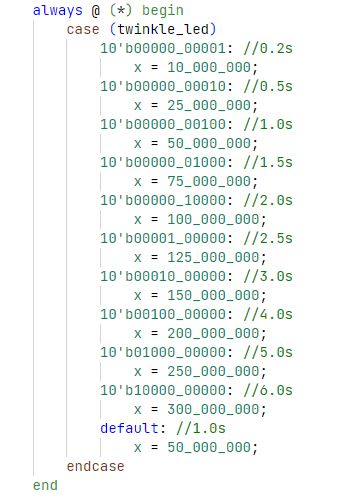 always @ (*) begin
case (twinkle_led)
10'b00000_00001: //0.2s
x = 10_000_000;
10'b00000_00010: //0.5s
x = 25_000_000;
10'b00000_00100: //1.0s
x = 50_000_000;
10'b00000_01000: //1.5s
x = 75_000_000;
10'b00000_10000: //2.0s
x = 100_000_000;
10'b00001_00000: //2.5s
x = 125_000_000;
10'b00010_00000: //3.0s
x = 150_000_000;
10'b00100_00000: //4.0s
x = 200_000_000;
10'b01000_00000: //5.0s
x = 250_000_000;
10'b10000_00000: //6.0s
x = 300_000_000;
default: //1.0s
x = 50_000_000;
endcase
end